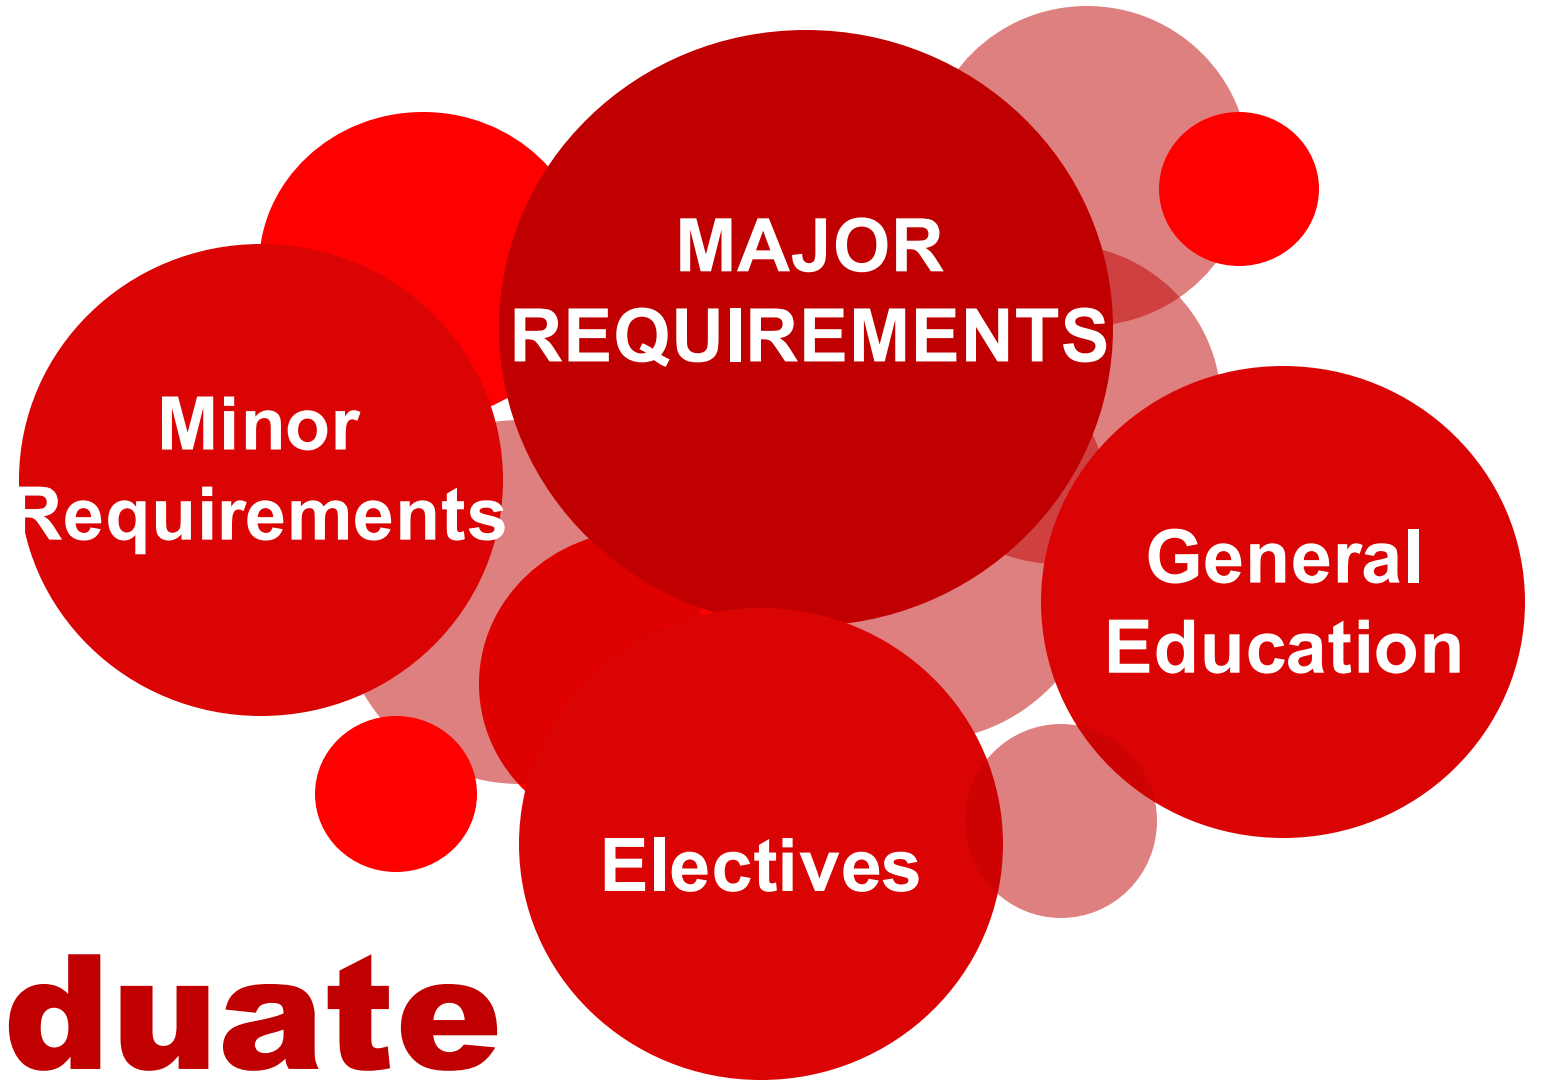 MAJOR
REQUIREMENTS
Minor
Requirements
General
Education
Electives
duate